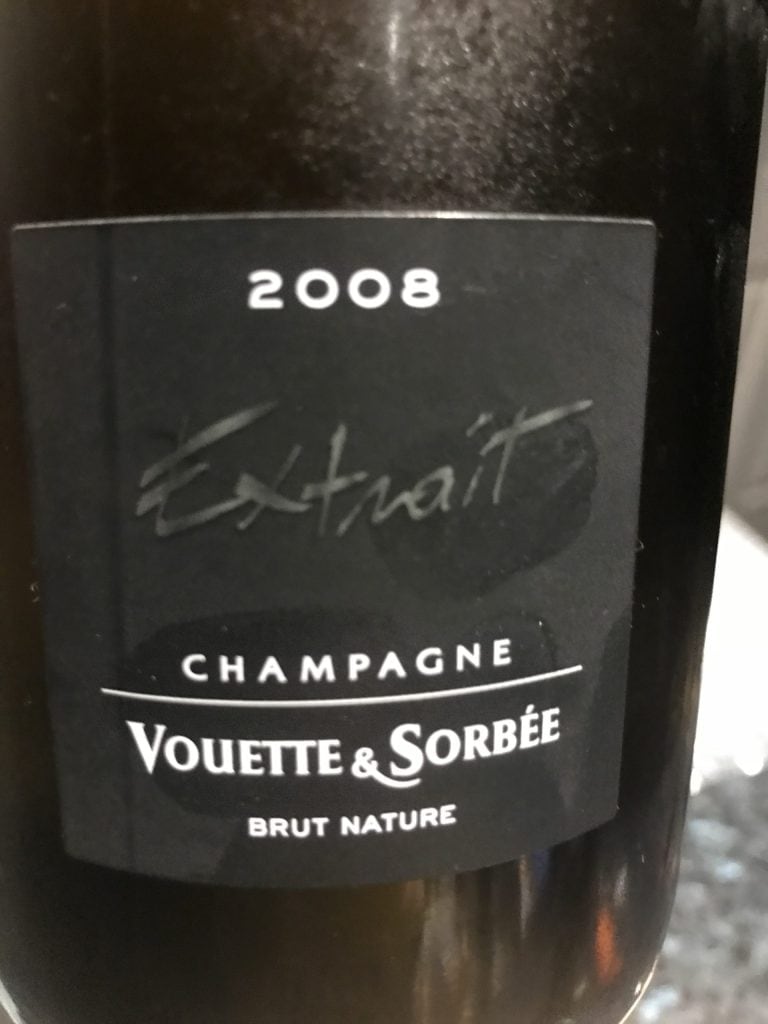 2008
Extrait
CHAMPAGNE
VOUETTE & SORBÉE
BRUT NATURE